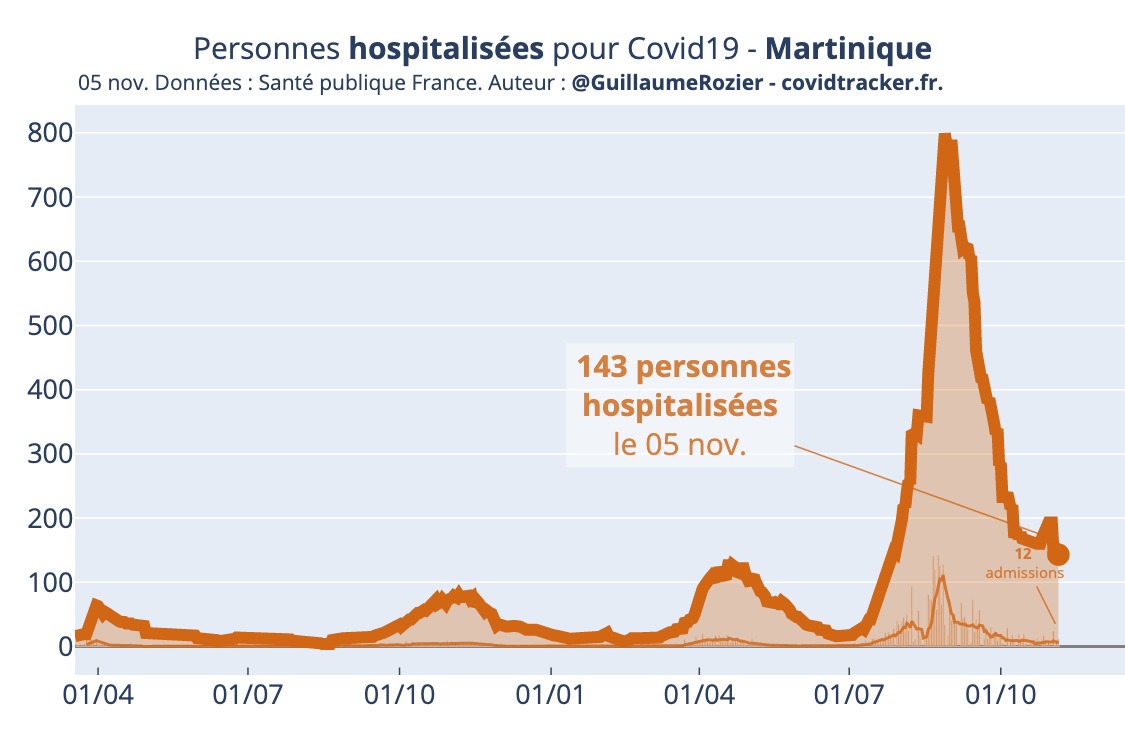 Personnes hospitalisées pour Covid19 - Martinique
05 nov. Données : Santé publique France. Auteur : @GuillaumeRozier - covidtracker.fr.
800
700
600
500
400
300
200
100
0
143 personnes
hospitalisées
le 05 nov.
12
admissions
01/04
01/07
01/10
01/01
01/04
01/07
01/10